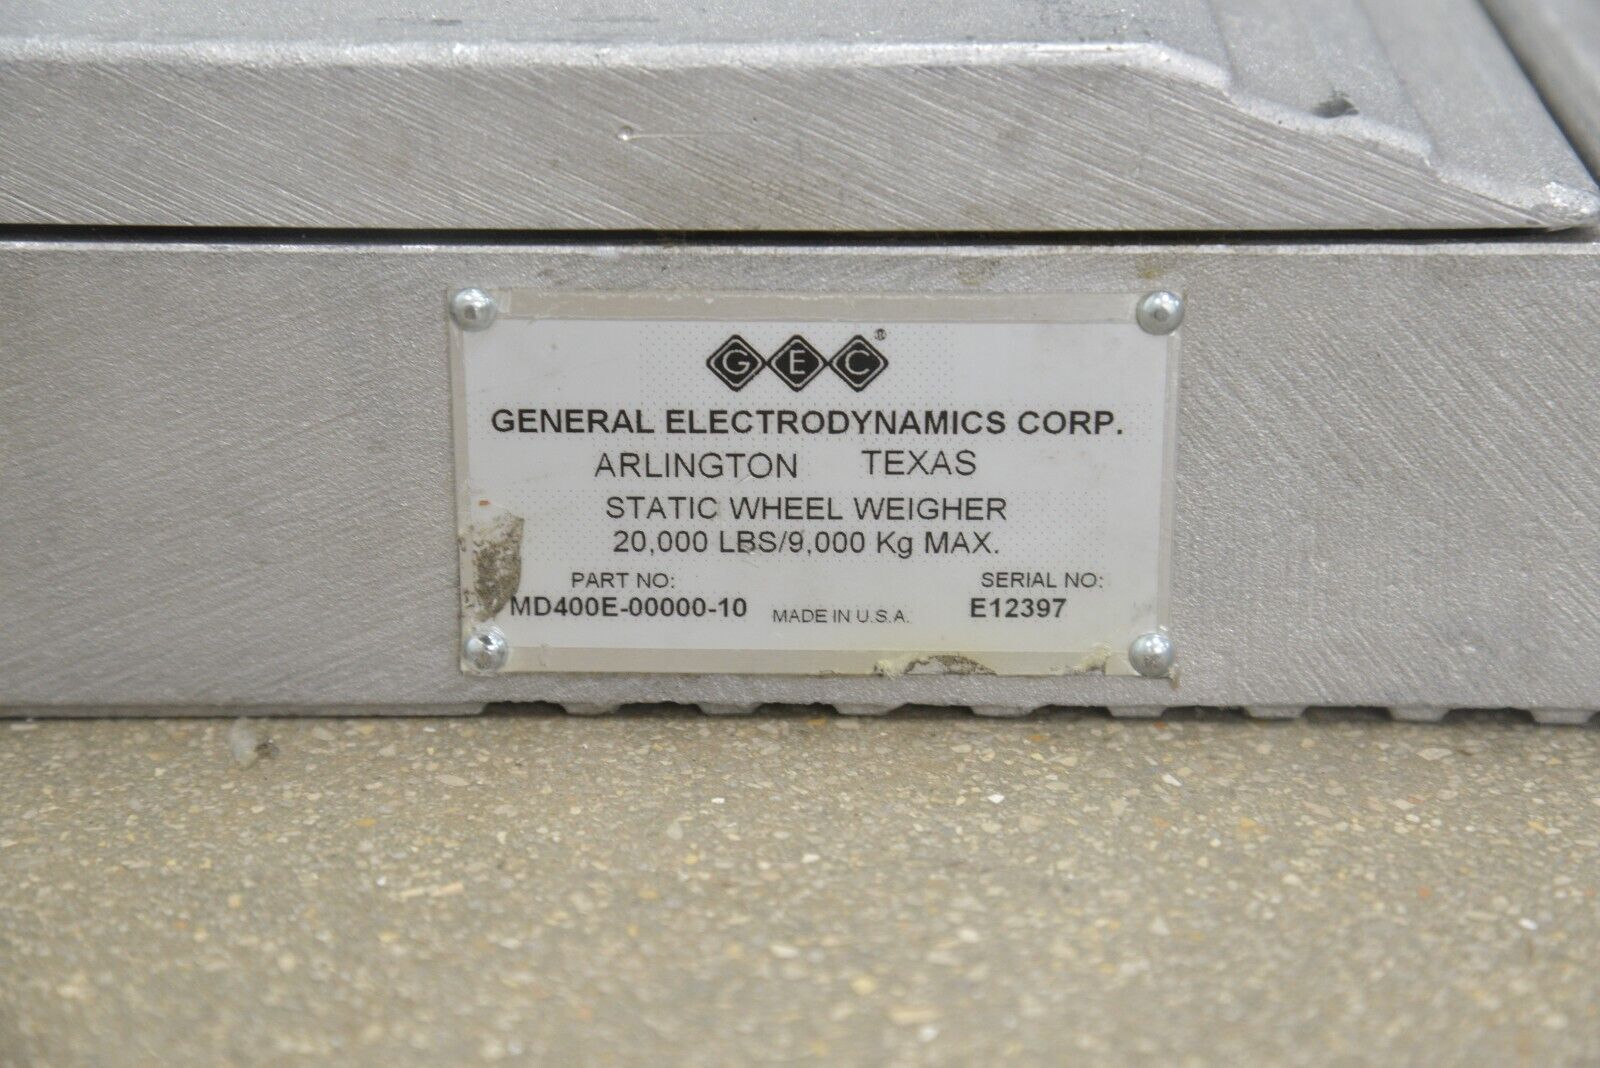 GEC®
GENERAL ELECTRODYNAMICS CORP.
ARLINGTON TEXAS
STATIC WHEEL WEIGHER
20,000 LBS/9,000 Kg MAX.
PART NO: SERIAL NO:
MD400E-00000-10 MADE IN U.S.A. E12397